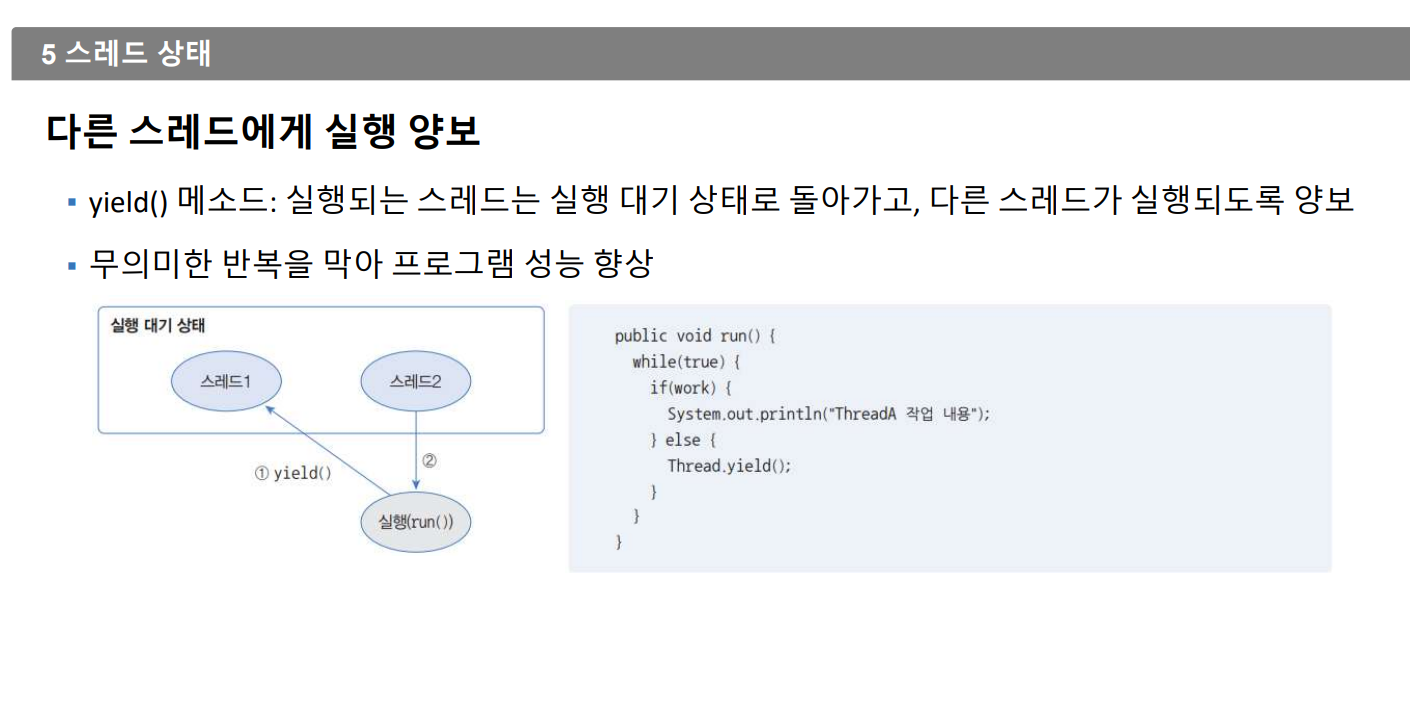 5 스레드 상태
다른 스레드에게 실행 양보
▪ yield() 메소드: 실행되는 스레드는 실행 대기 상태로 돌아가고, 다른 스레드가 실행되도록 양보
▪ 무의미한 반복을 막아 프로그램 성능 향상
실행 대기 상태
스레드1
스레드2
① yield()
②
실행(run())
public void run() {
while(true) {
if(work) {
System.out.println("ThreadA 작업 내용");
} else {
Thread.yield();
}
}
}